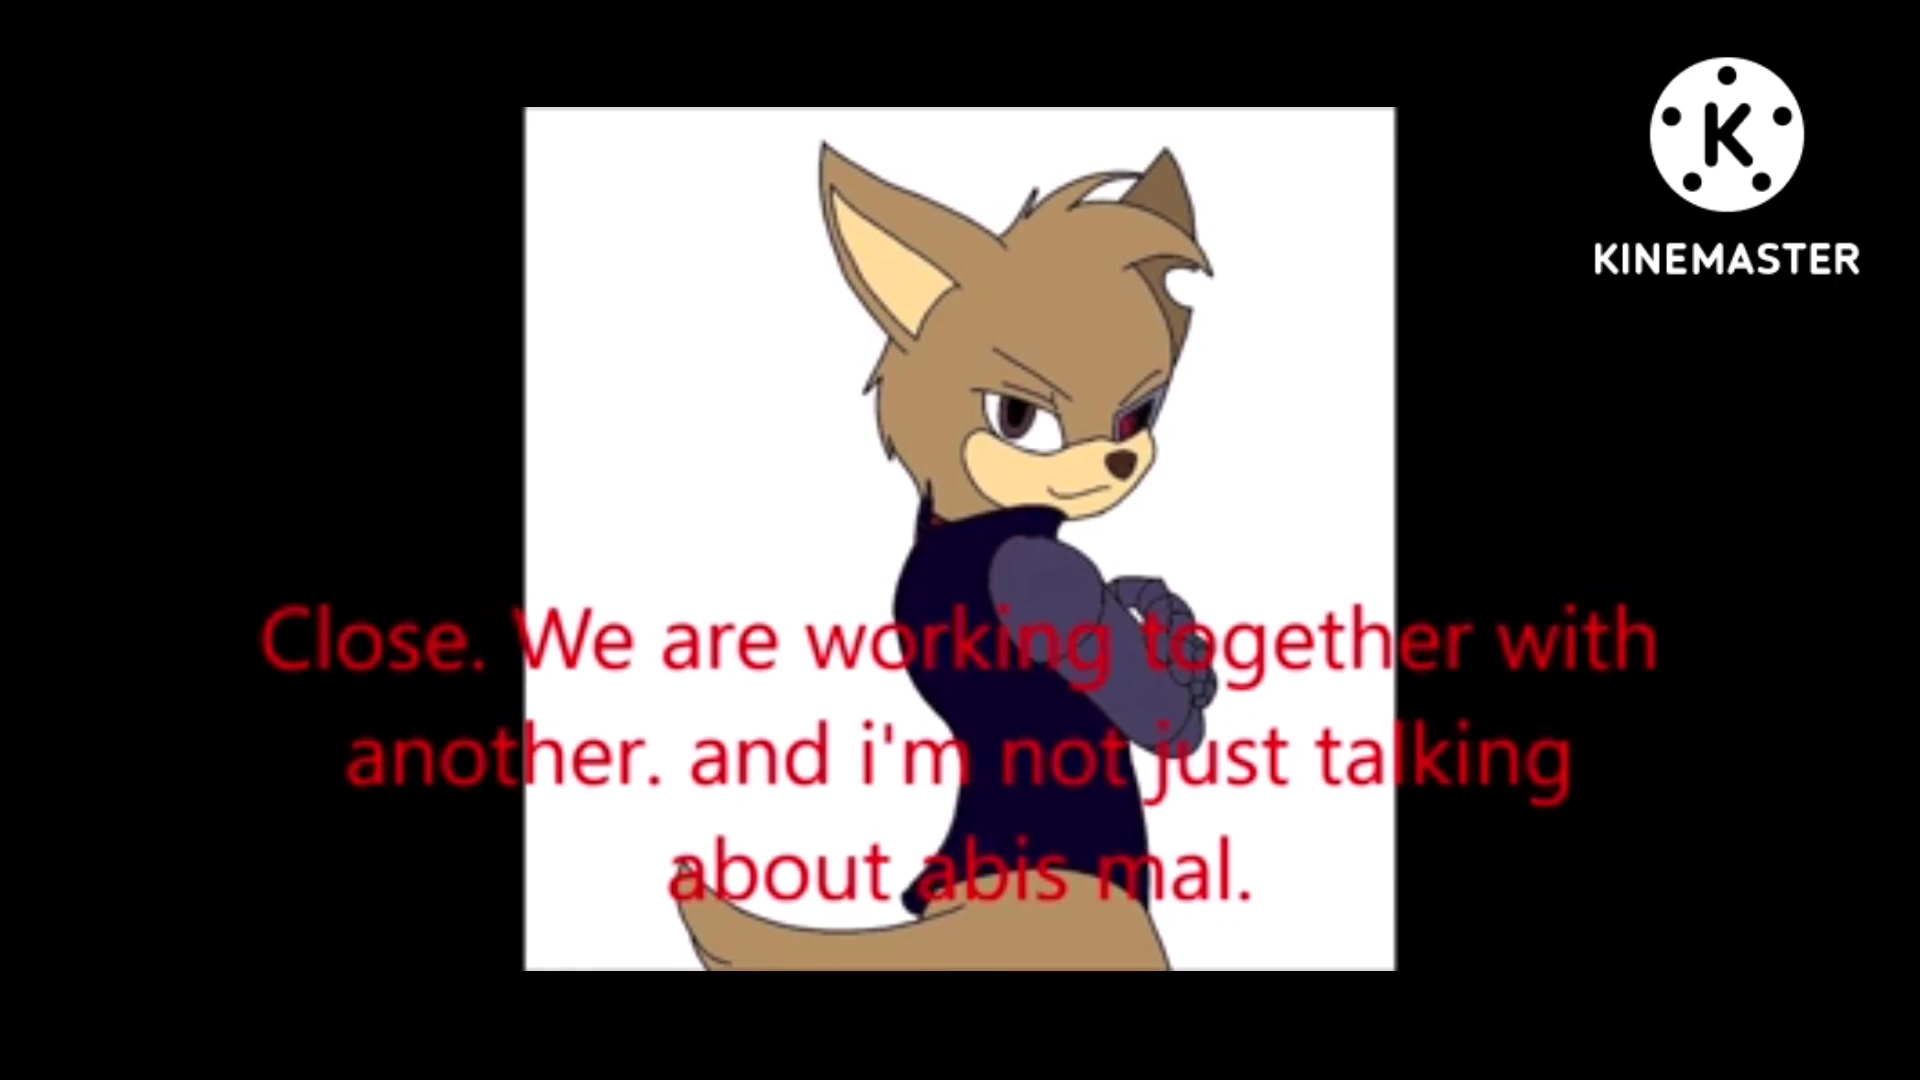 K
KINEMASTER
Close. We are working together with
another. and i'm not just talking
about abis mal.